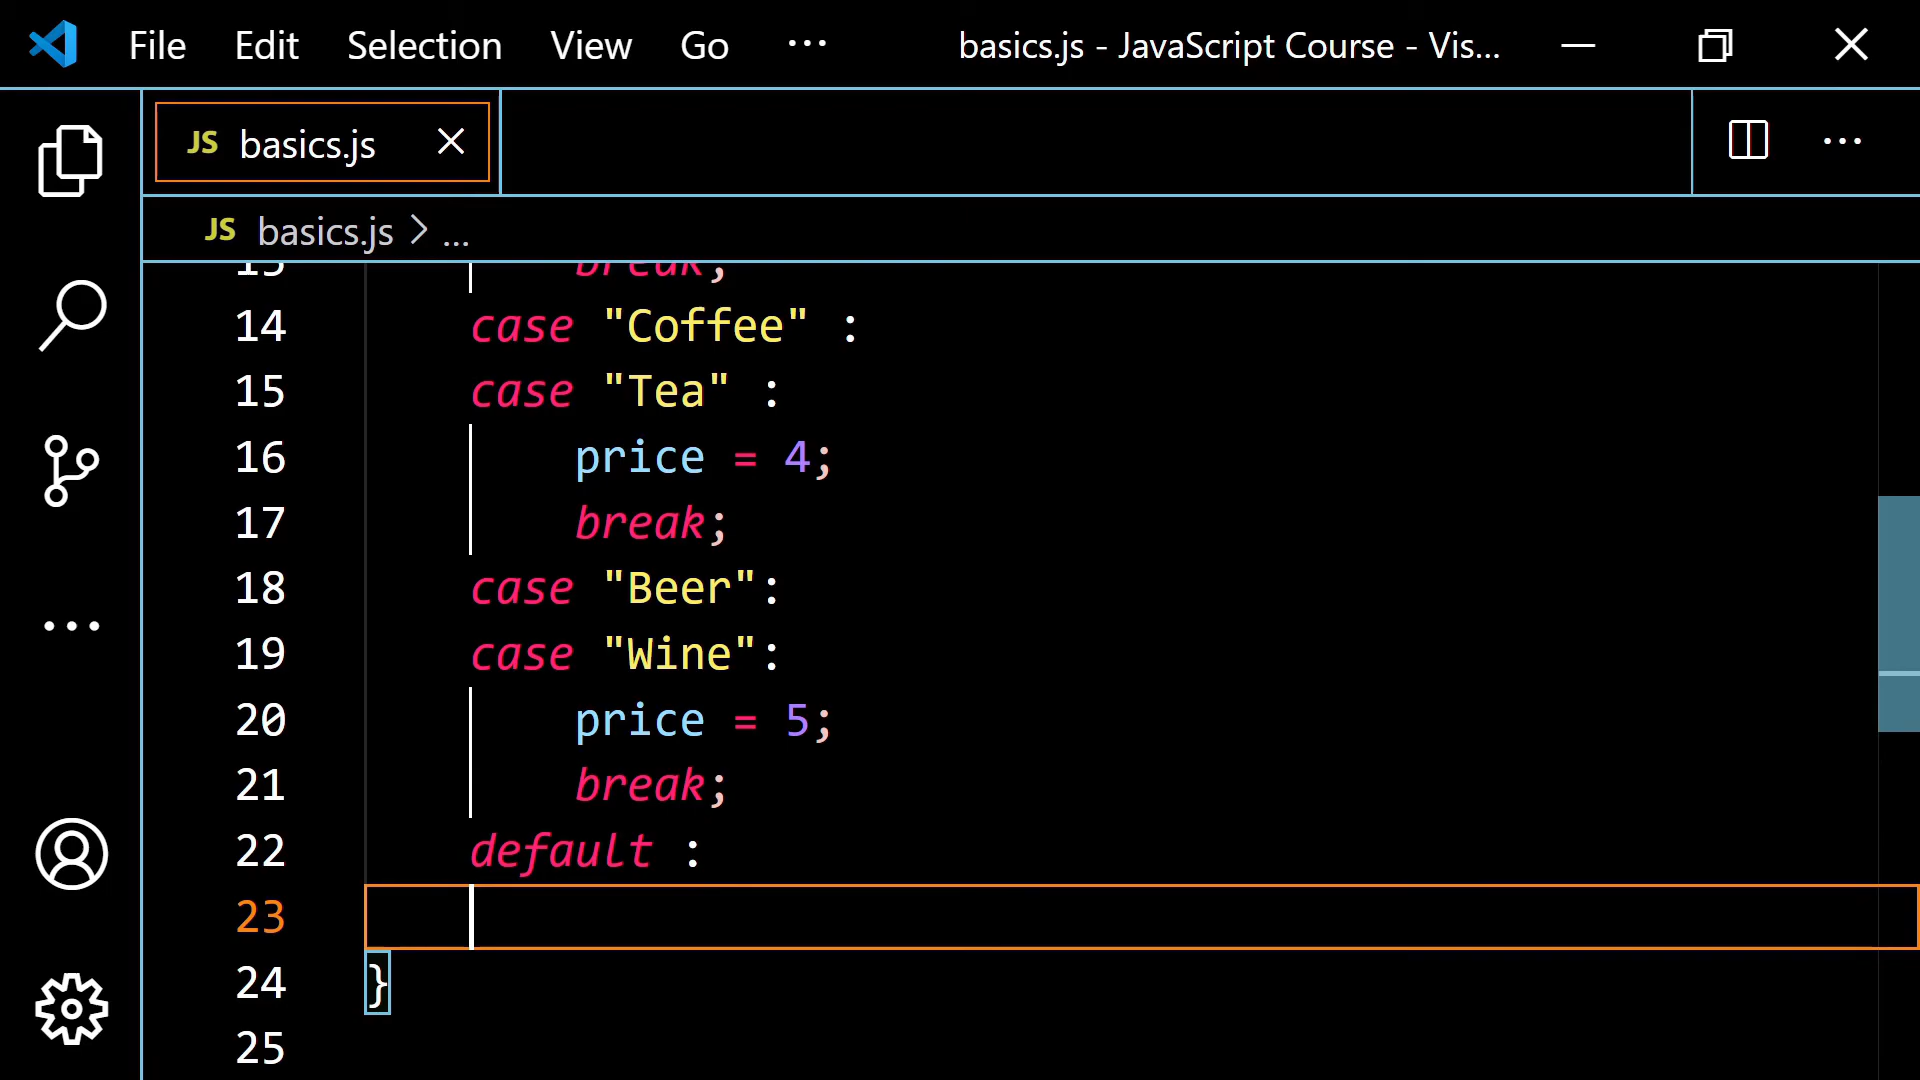 File Edit Selection View Go ... basics.js - JavaScript Course - Vis...
JS basics.js
JS basics.js > ...
13 break;
14 case "Coffee" :
15 case "Tea" :
16 price = 4;
17 break;
18 case "Beer":
19 case "Wine":
20 price = 5;
21 break;
22 default :
23
24 }
25